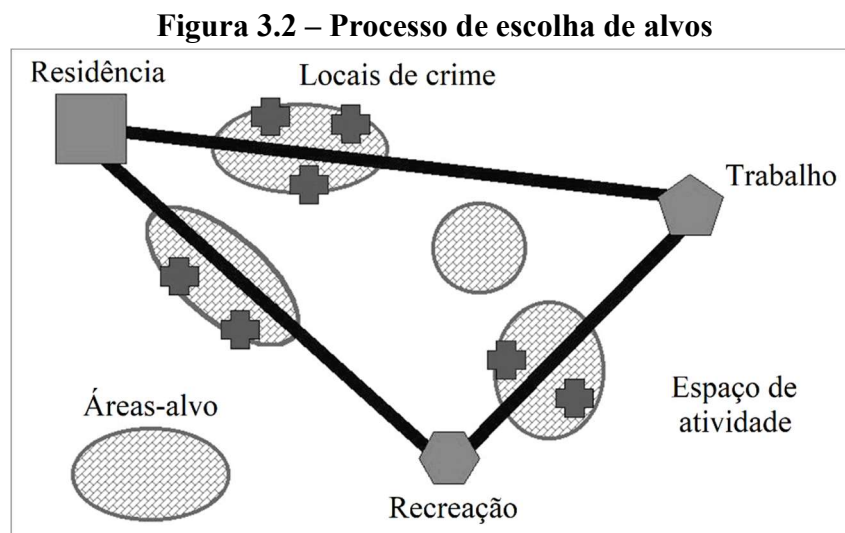 Figura 3.2 – Processo de escolha de alvos
Residência
Locais de crime
Trabalho
Áreas-alvo
Espaço de
atividade
Recreação